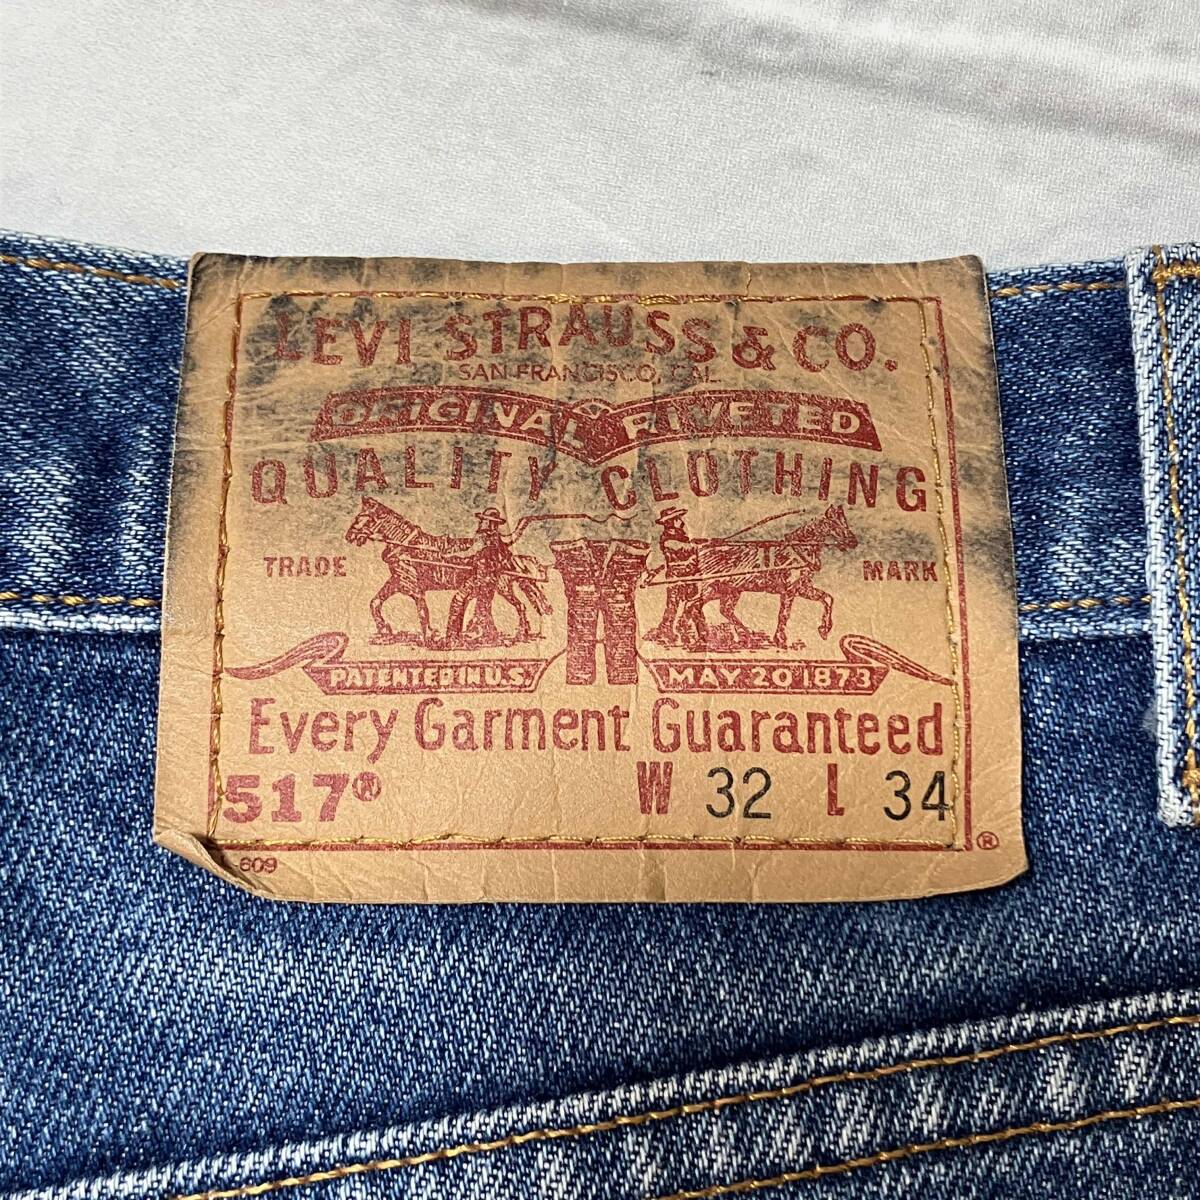 LEVI STRAUSS & CO.
SAN FRANCISCO, CAL.
ORIGINAL RIVETED
QUALITY CLOTHING
TRADE MARK
PATENTED IN U.S. MAY 20 1873
Every Garment Guaranteed
517® W 32 L 34
-609 ®